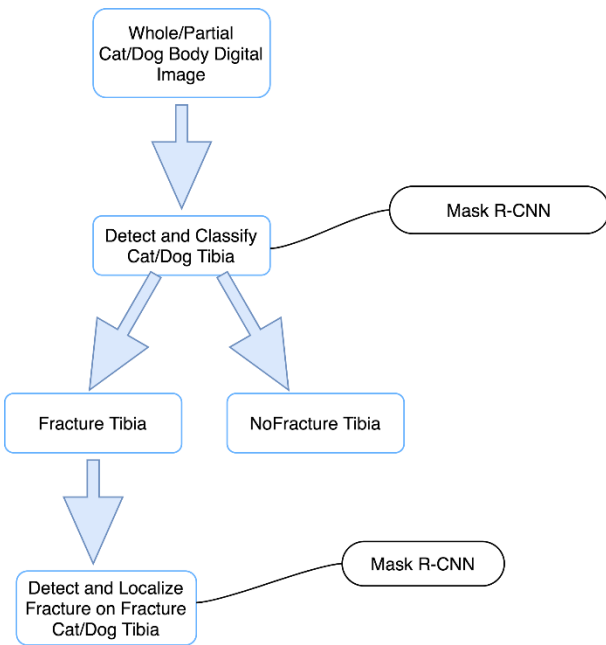 Whole/Partial
Cat/Dog Body Digital
Image
Mask R-CNN
Detect and Classify
Cat/Dog Tibia
Fracture Tibia
NoFracture Tibia
Mask R-CNN
Detect and Localize
Fracture on Fracture
Cat/Dog Tibia